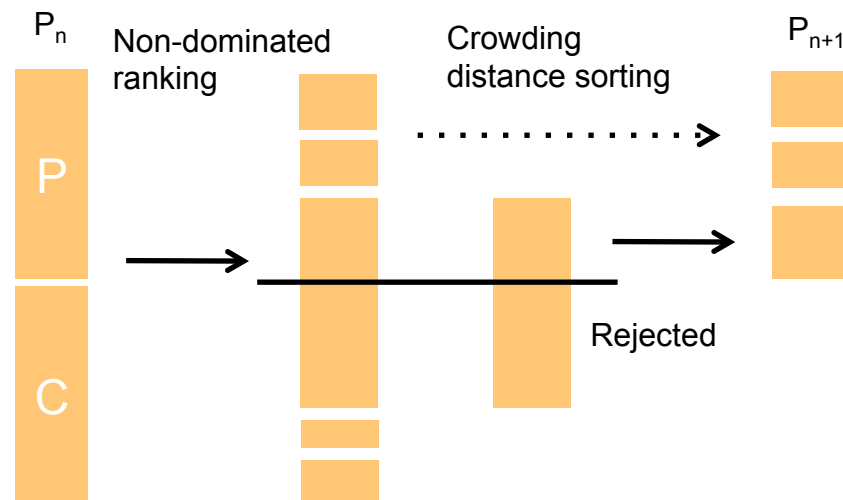 Pn
Non-dominated
ranking
Crowding
distance sorting
Pn+1
P
C
Rejected